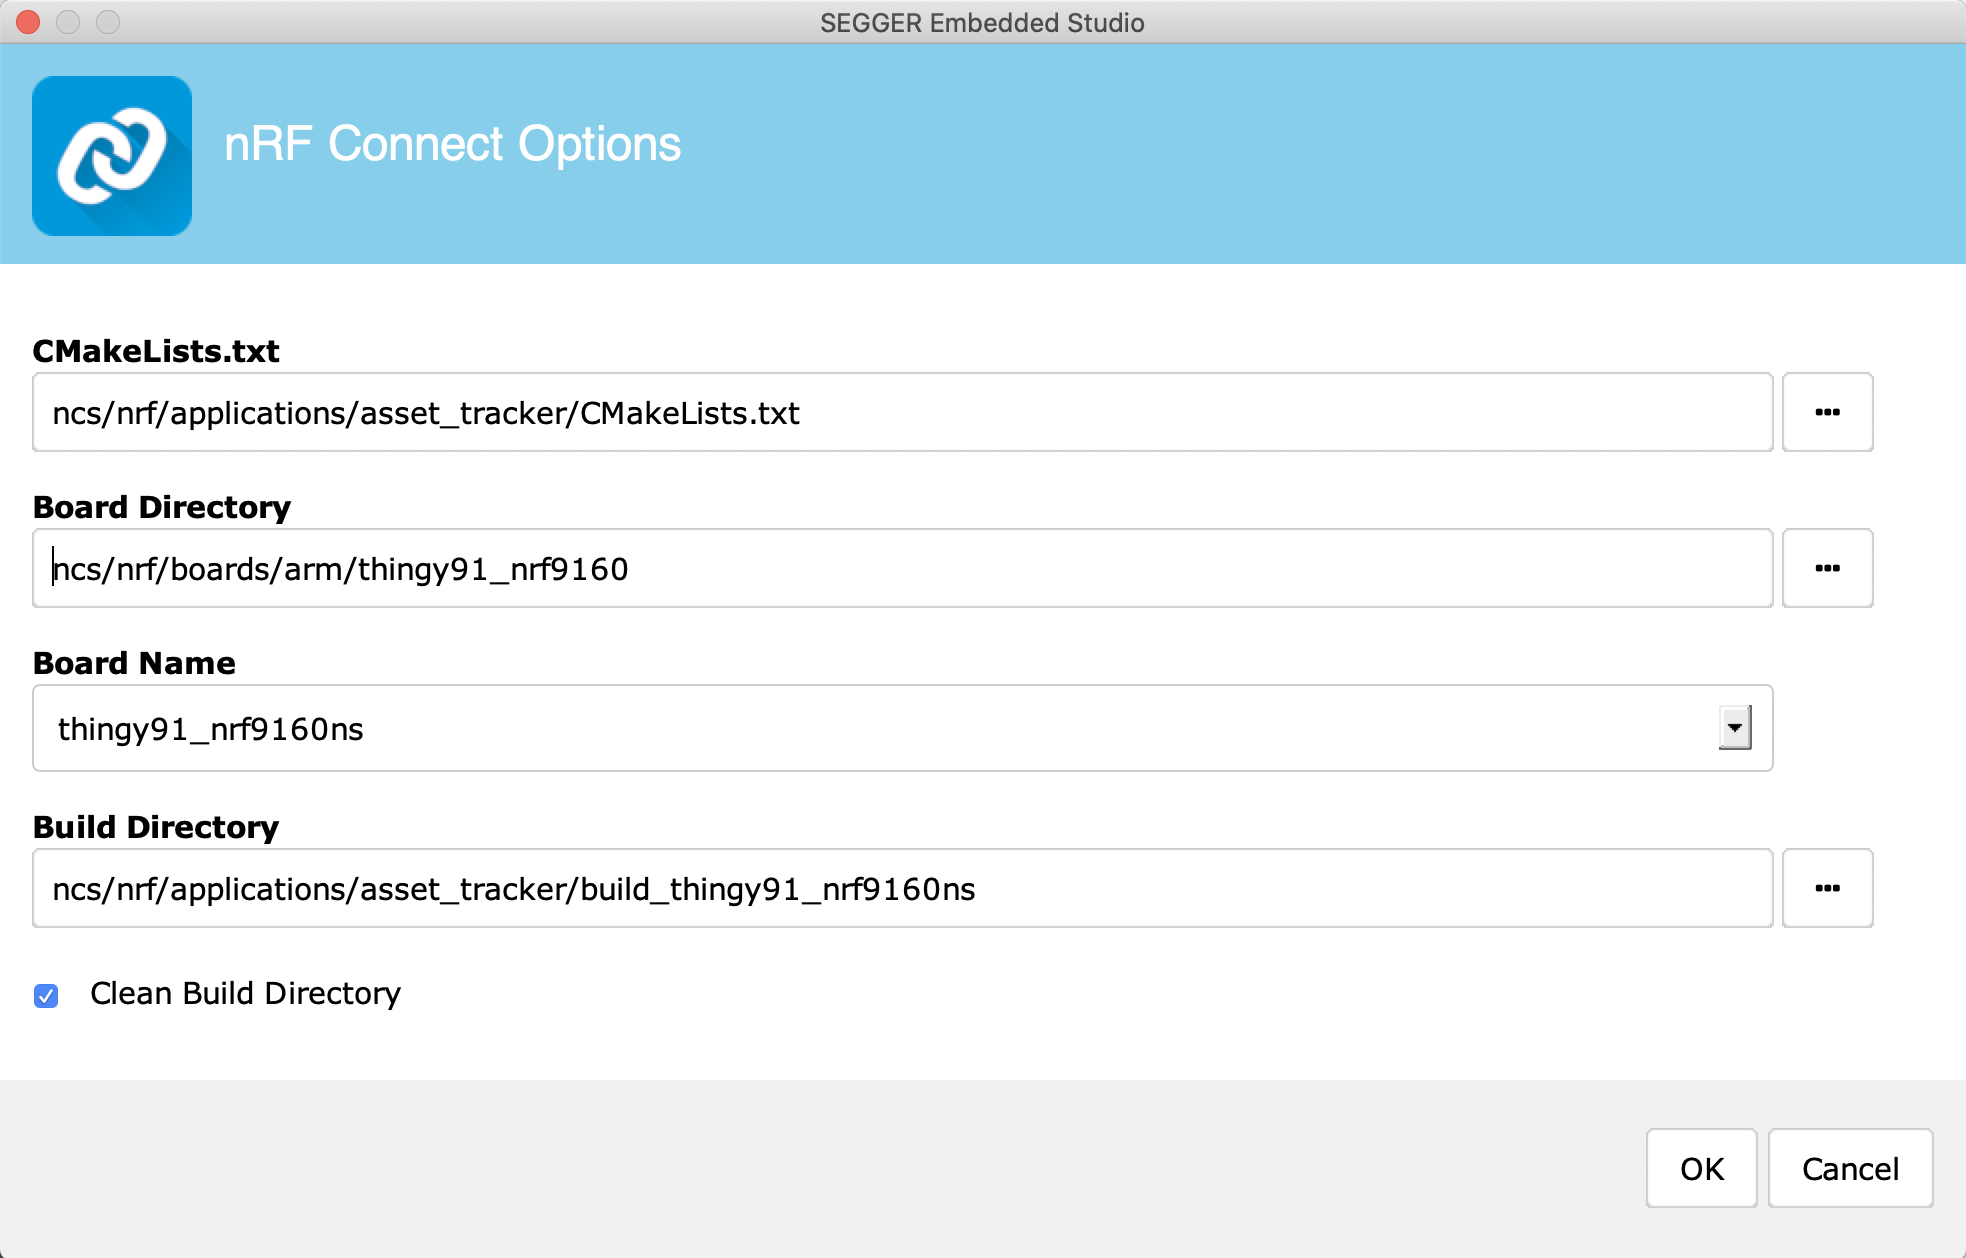 SEGGER Embedded Studio
nRF Connect Options
CMakeLists.txt
ncs/nrf/applications/asset_tracker/CMakeLists.txt
...
Board Directory
ncs/nrf/boards/arm/thingy91_nrf9160
...
Board Name
thingy91_nrf9160ns
Build Directory
ncs/nrf/applications/asset_tracker/build_thingy91_nrf9160ns
...
Clean Build Directory
OK
Cancel